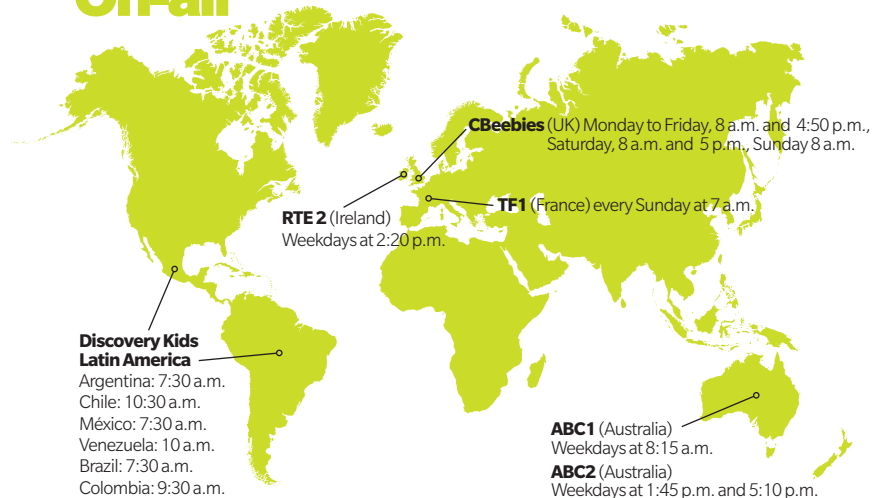 On-air
CBeebies (UK) Monday to Friday, 8 a.m. and 4:50 p.m.,
Saturday, 8 a.m. and 5 p.m., Sunday 8 a.m.
TF1 (France) every Sunday at 7 a.m.
RTE 2 (Ireland)
Weekdays at 2:20 p.m.
Discovery Kids
Latin America
Argentina: 7:30 a.m.
Chile: 10:30 a.m.
México: 7:30 a.m.
Venezuela: 10 a.m.
Brazil: 7:30 a.m.
Colombia: 9:30 a.m.
ABC1 (Australia)
Weekdays at 8:15 a.m.
ABC2 (Australia)
Weekdays at 1:45 p.m. and 5:10 p.m.